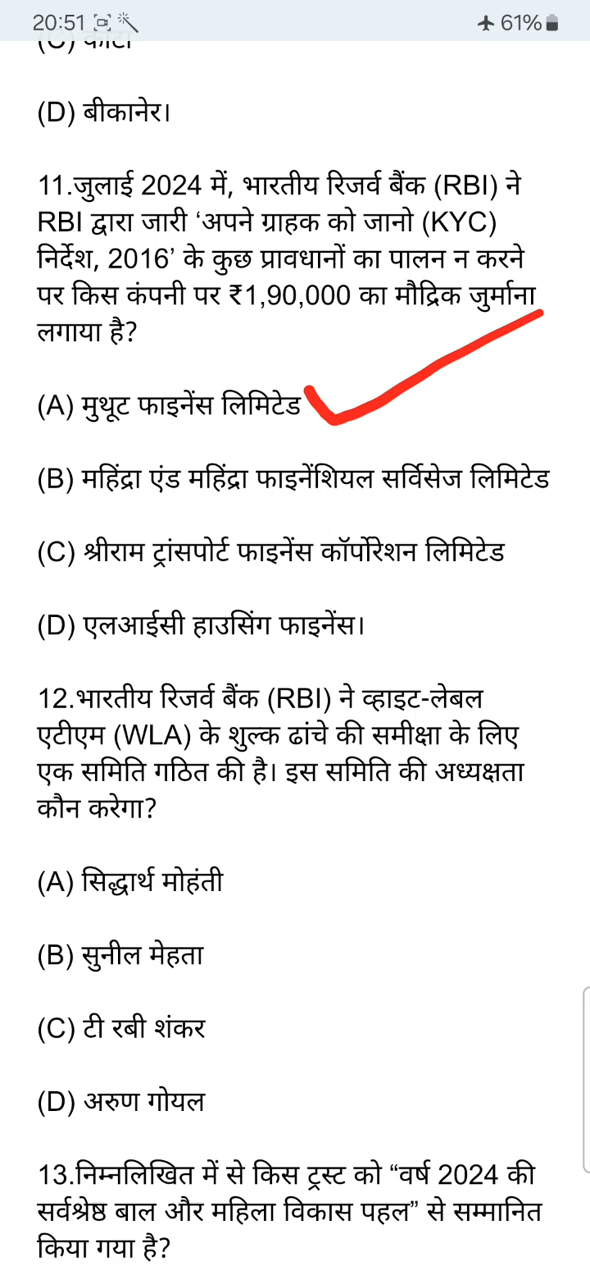 20:51
61%
(C) कोटा
(D) बीकानेर।
11.जुलाई 2024 में, भारतीय रिजर्व बैंक (RBI) ने
RBI द्वारा जारी ‘अपने ग्राहक को जानो (KYC)
निर्देश, 2016’ के कुछ प्रावधानों का पालन न करने
पर किस कंपनी पर ₹1,90,000 का मौद्रिक जुर्माना
लगाया है?
(A) मुथूट फाइनेंस लिमिटेड
(B) महिंद्रा एंड महिंद्रा फाइनेंशियल सर्विसेज लिमिटेड
(C) श्रीराम ट्रांसपोर्ट फाइनेंस कॉर्पोरेशन लिमिटेड
(D) एलआईसी हाउसिंग फाइनेंस।
12.भारतीय रिजर्व बैंक (RBI) ने व्हाइट-लेबल
एटीएम (WLA) के शुल्क ढांचे की समीक्षा के लिए
एक समिति गठित की है। इस समिति की अध्यक्षता
कौन करेगा?
(A) सिद्धार्थ मोहंती
(B) सुनील मेहता
(C) टी रबी शंकर
(D) अरुण गोयल
13.निम्नलिखित में से किस ट्रस्ट को “वर्ष 2024 की
सर्वश्रेष्ठ बाल और महिला विकास पहल” से सम्मानित
किया गया है?